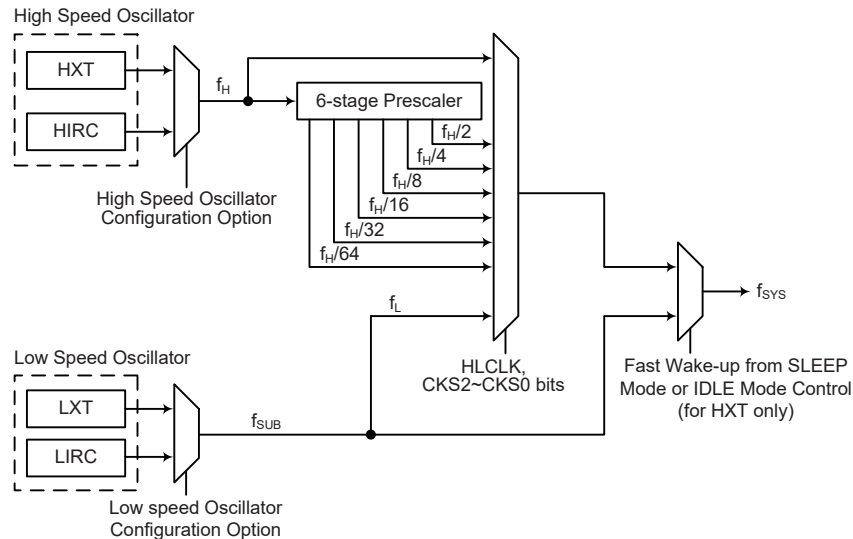 High Speed Oscillator
HXT
HIRC
High Speed Oscillator
Configuration Option
fH
6-stage Prescaler
fH/2
fH/4
fH/8
fH/16
fH/32
fH/64
fL
HLCLK,
CKS2~CKS0 bits
fSYS
Fast Wake-up from SLEEP
Mode or IDLE Mode Control
(for HXT only)
Low Speed Oscillator
LXT
LIRC
fSUB
Low speed Oscillator
Configuration Option